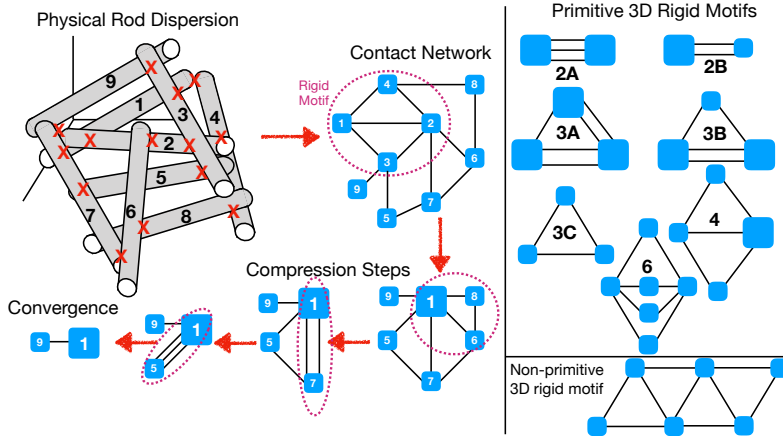 Physical Rod Dispersion
9
1
3
4
2
5
7
6
8
X
X
X
X
X
X
X
X
X
X
X
X
X
Contact Network
Rigid
Motif
4
8
1
2
3
6
9
5
7
Compression Steps
9
1
8
5
6
7
1
9
5
7
9
1
5
Convergence
9
1
Primitive 3D Rigid Motifs
2A
2B
3A
3B
3C
4
6
Non-primitive
3D rigid motif